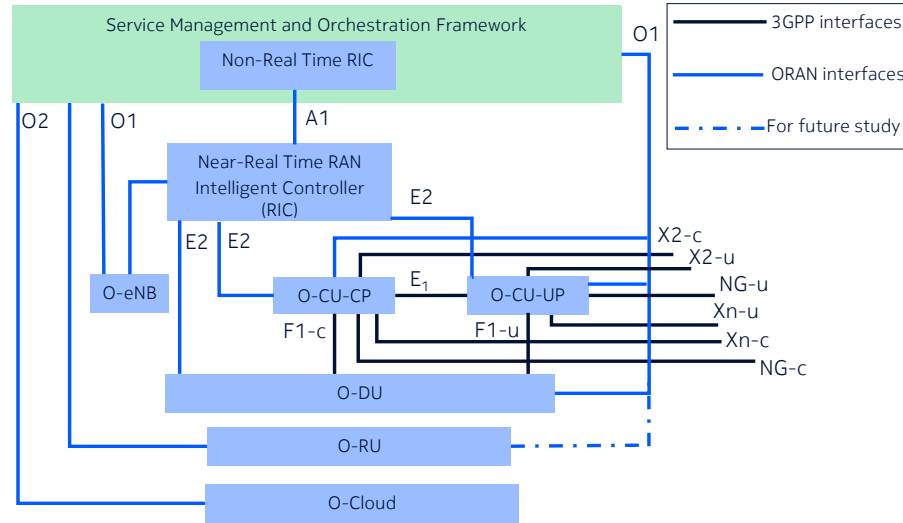 Service Management and Orchestration Framework
Non-Real Time RIC
O1
3GPP interfaces
ORAN interfaces
For future study
O2
O1
A1
Near-Real Time RAN
Intelligent Controller
(RIC)
E2
E2
E2
X2-c
X2-u
NG-u
Xn-u
Xn-c
NG-c
O-eNB
O-CU-CP
E₁
O-CU-UP
F1-c
F1-u
O-DU
O-RU
O-Cloud